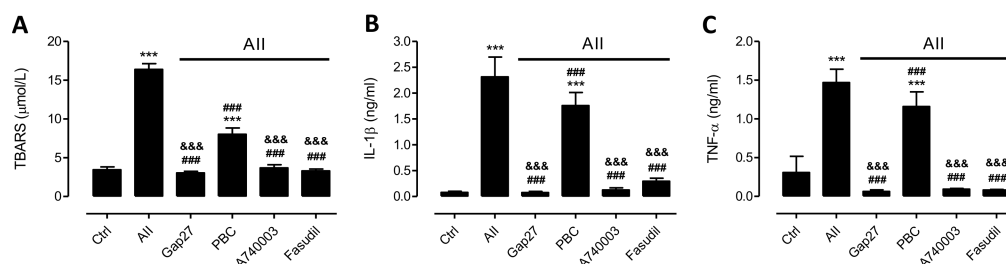 A
TBARS (μmol/L)
20
15
10
5
0
AII
***
&&&
###
###
***
&&&
###
&&&
###
Ctrl
AII
Gap27
PBC
A740003
Fasudil
B
IL-1β (ng/ml)
3.0
2.5
2.0
1.5
1.0
0.5
0.0
AII
***
&&&
###
###
***
&&&
###
&&&
###
Ctrl
AII
Gap27
PBC
A740003
Fasudil
C
TNF-α (ng/ml)
2.0
1.5
1.0
0.5
0.0
AII
***
&&&
###
###
***
&&&
###
&&&
###
Ctrl
AII
Gap27
PBC
A740003
Fasudil